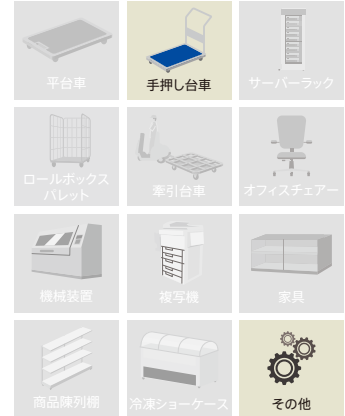 平台車
手押し台車
サーバーラック
ロールボックス
パレット
牽引台車
オフィスチェアー
機械装置
複写機
家具
商品陳列棚
冷凍ショーケース
その他